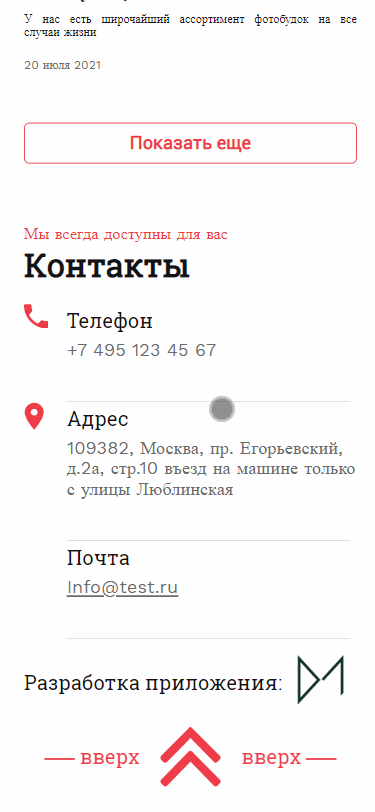 У нас есть широчайший ассортимент фотобудок на все
случаи жизни
20 июля 2021
Показать еще
Мы всегда доступны для вас
Контакты
Телефон
+7 495 123 45 67
Адрес
109382, Москва, пр. Егорьевский,
д.2а, стр.10 въезд на машине только
с улицы Люблинская
Почта
Info@test.ru
Разработка приложения:
вверх вверх